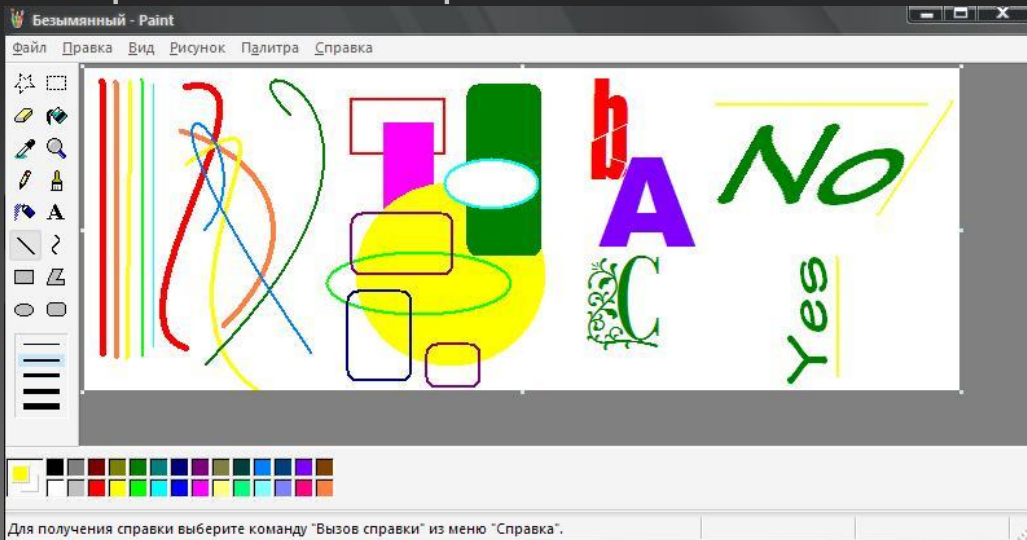 Безымянный - Paint
Файл Правка Вид Рисунок Палитра Справка
A
b
A
C
No
Yes
Для получения справки выберите команду "Вызов справки" из меню "Справка".